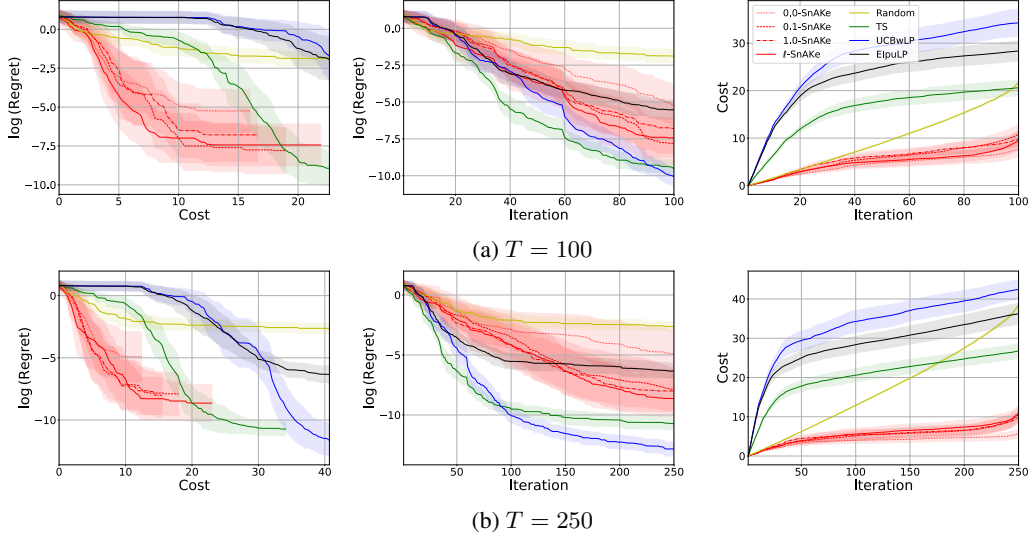 0.0
−2.5
−5.0
−7.5
−10.0
log (Regret)
0 5 10 15 20
Cost
0.0
−2.5
−5.0
−7.5
−10.0
log (Regret)
20 40 60 80 100
Iteration
30
20
10
0
Cost
20 40 60 80 100
Iteration
0.0-SnAKe
0.1-SnAKe
1.0-SnAKe
ℓ-SnAKe
Random
TS
UCBwLP
EIpuLP
(a) T = 100
0
−5
−10
log (Regret)
0 10 20 30 40
Cost
0
−5
−10
log (Regret)
50 100 150 200 250
Iteration
40
30
20
10
0
Cost
50 100 150 200 250
Iteration
(b) T = 250